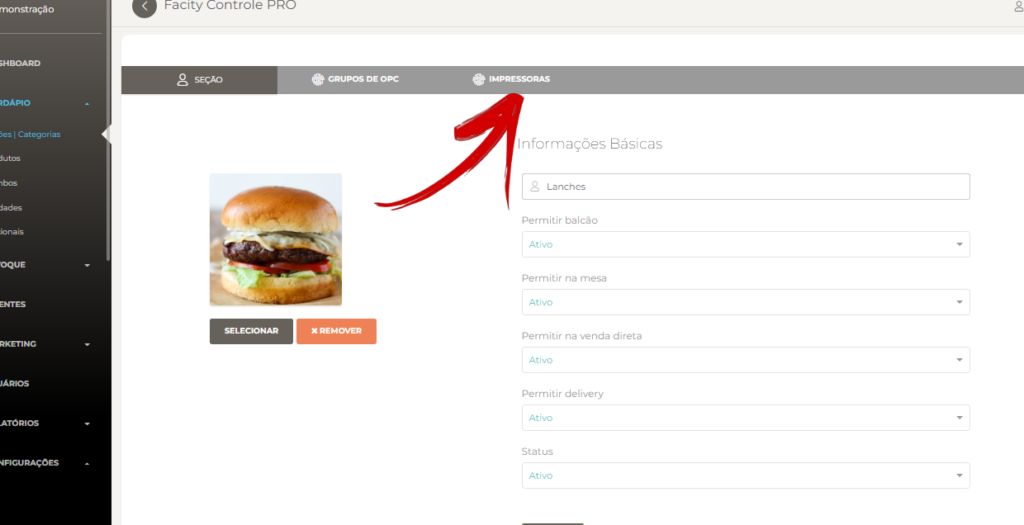 monstração
Facity Controle PRO
SHBOARD
RDÁPIO
ões | Categorias
dutos
mbos
dades
ionais
TOQUE
ENTES
RKETING
UÁRIOS
LATÓRIOS
NFIGURAÇÕES
SEÇÃO
GRUPOS DE OPC
IMPRESSORAS
Informações Básicas
Lanches
Permitir balcão
Ativo
Permitir na mesa
Ativo
Permitir na venda direta
Ativo
Permitir delivery
Ativo
Status
Ativo
SELECIONAR
✖ REMOVER